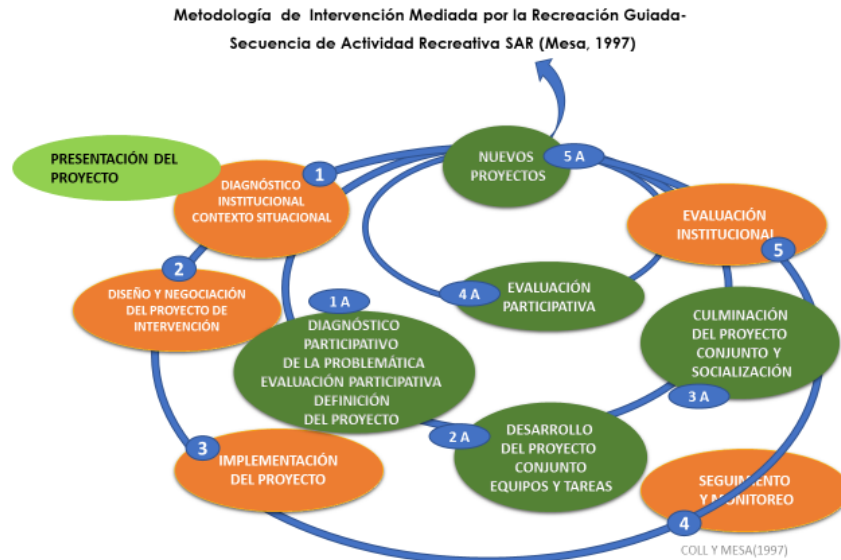 Metodología de Intervención Mediada por la Recreación Guiada-
Secuencia de Actividad Recreativa SAR (Mesa, 1997)
PRESENTACIÓN DEL
PROYECTO
1
DIAGNÓSTICO
INSTITUCIONAL
CONTEXTO SITUACIONAL
NUEVOS
PROYECTOS
5 A
EVALUACIÓN
INSTITUCIONAL
5
2
DISEÑO Y NEGOCIACIÓN
DEL PROYECTO DE
INTERVENCIÓN
1 A
DIAGNÓSTICO
PARTICIPATIVO
DE LA PROBLEMÁTICA
EVALUACIÓN PARTICIPATIVA
DEFINICIÓN
DEL PROYECTO
4 A
EVALUACIÓN
PARTICIPATIVA
CULMINACIÓN
DEL PROYECTO
CONJUNTO Y
SOCIALIZACIÓN
3 A
2 A
DESARROLLO
DEL PROYECTO
CONJUNTO
EQUIPOS Y TAREAS
3
IMPLEMENTACIÓN
DEL PROYECTO
SEGUIMIENTO
Y MONITOREO
4
COLL Y MESA(1997)